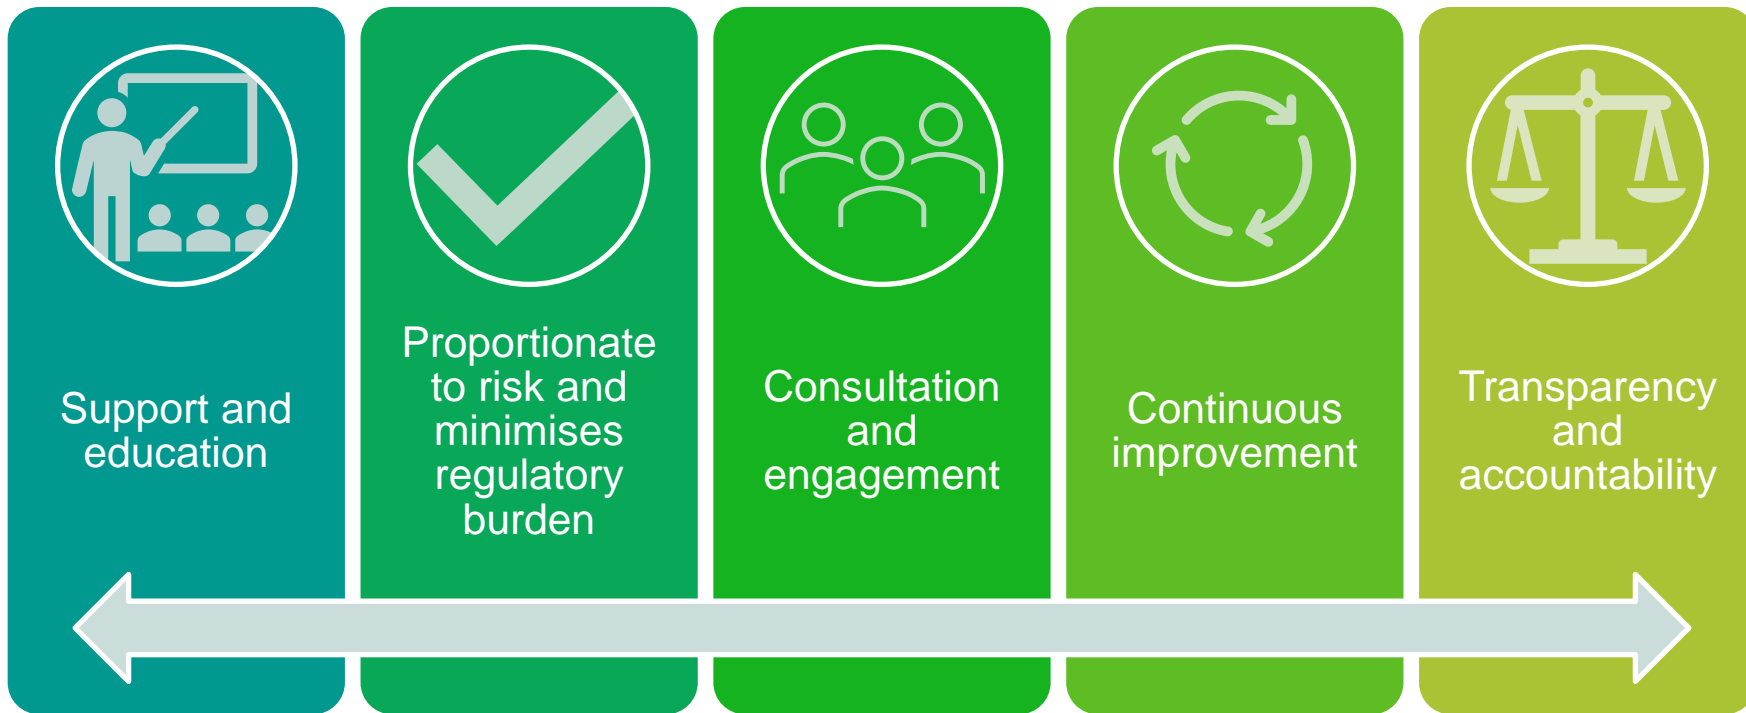 Support and
education
Proportionate
to risk and
minimises
regulatory
burden
Consultation
and
engagement
Continuous
improvement
Transparency
and
accountability